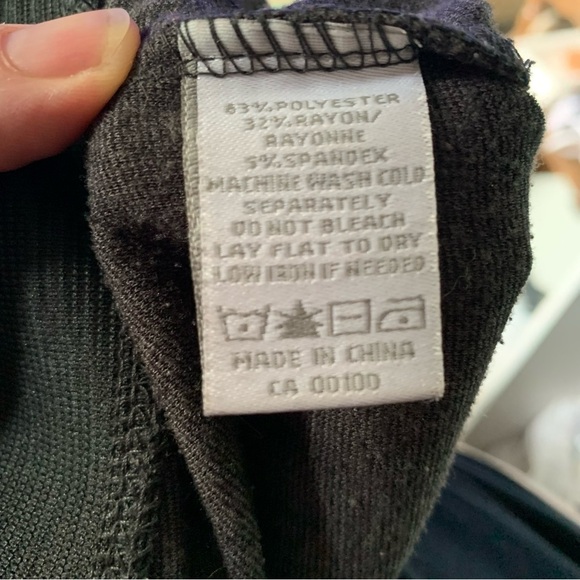 63% POLYESTER
32% RAYON/
RAYONNE
5% SPANDEX
MACHINE WASH COLD
SEPARATELY
DO NOT BLEACH
LAY FLAT TO DRY
LOW IRON IF NEEDED
MADE IN CHINA
CA 00100